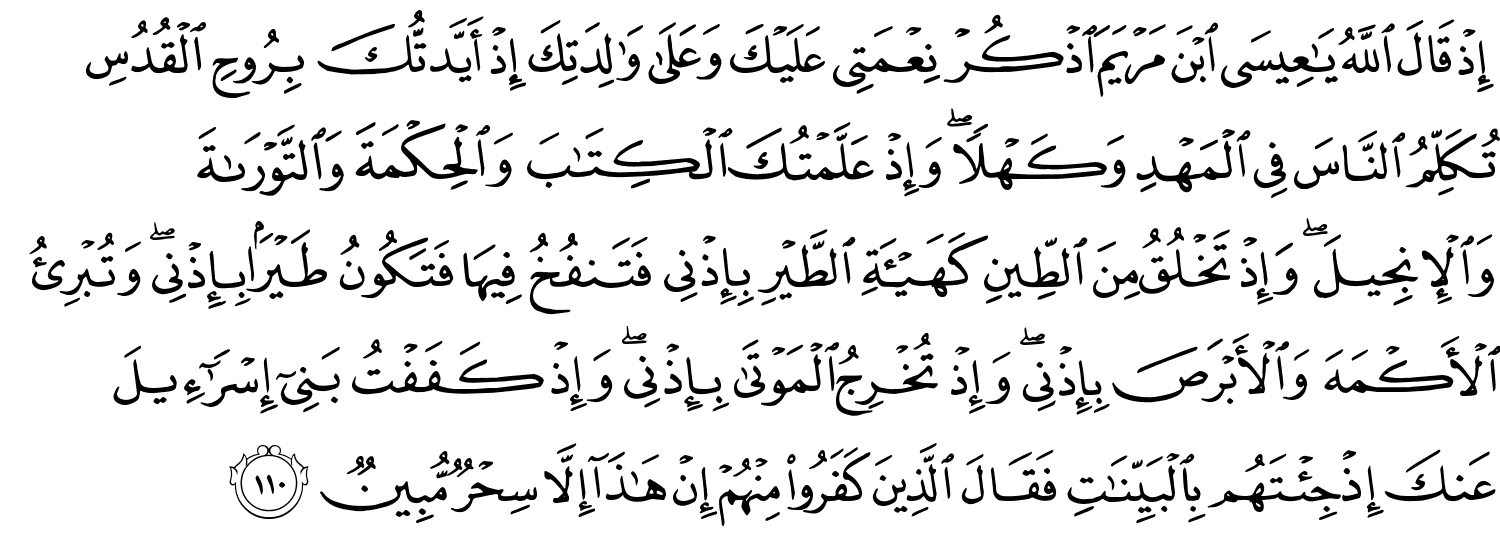 إِذْ قَالَ ٱللَّهُ يَـٰعِيسَى ٱبْنَ مَرْيَمَ ٱذْكُرْ نِعْمَتِى عَلَيْكَ وَعَلَىٰ وَٰلِدَتِكَ إِذْ أَيَّدتُّكَ بِرُوحِ ٱلْقُدُسِ
تُكَلِّمُ ٱلنَّاسَ فِى ٱلْمَهْدِ وَكَهْلًا ۖ وَإِذْ عَلَّمْتُكَ ٱلْكِتَـٰبَ وَٱلْحِكْمَةَ وَٱلتَّوْرَىٰةَ
وَٱلْإِنجِيلَ ۖ وَإِذْ تَخْلُقُ مِنَ ٱلطِّينِ كَهَيْـَٔةِ ٱلطَّيْرِ بِإِذْنِى فَتَنفُخُ فِيهَا فَتَكُونُ طَيْرًۢا بِإِذْنِى ۖ وَتُبْرِئُ
ٱلْأَكْمَهَ وَٱلْأَبْرَصَ بِإِذْنِى ۖ وَإِذْ تُخْرِجُ ٱلْمَوْتَىٰ بِإِذْنِى ۖ وَإِذْ كَفَفْتُ بَنِىٓ إِسْرَٰٓءِيلَ
عَنكَ إِذْ جِئْتَهُم بِٱلْبَيِّنَـٰتِ فَقَالَ ٱلَّذِينَ كَفَرُوا۟ مِنْهُمْ إِنْ هَـٰذَآ إِلَّا سِحْرٌ مُّبِينٌ ١١٠